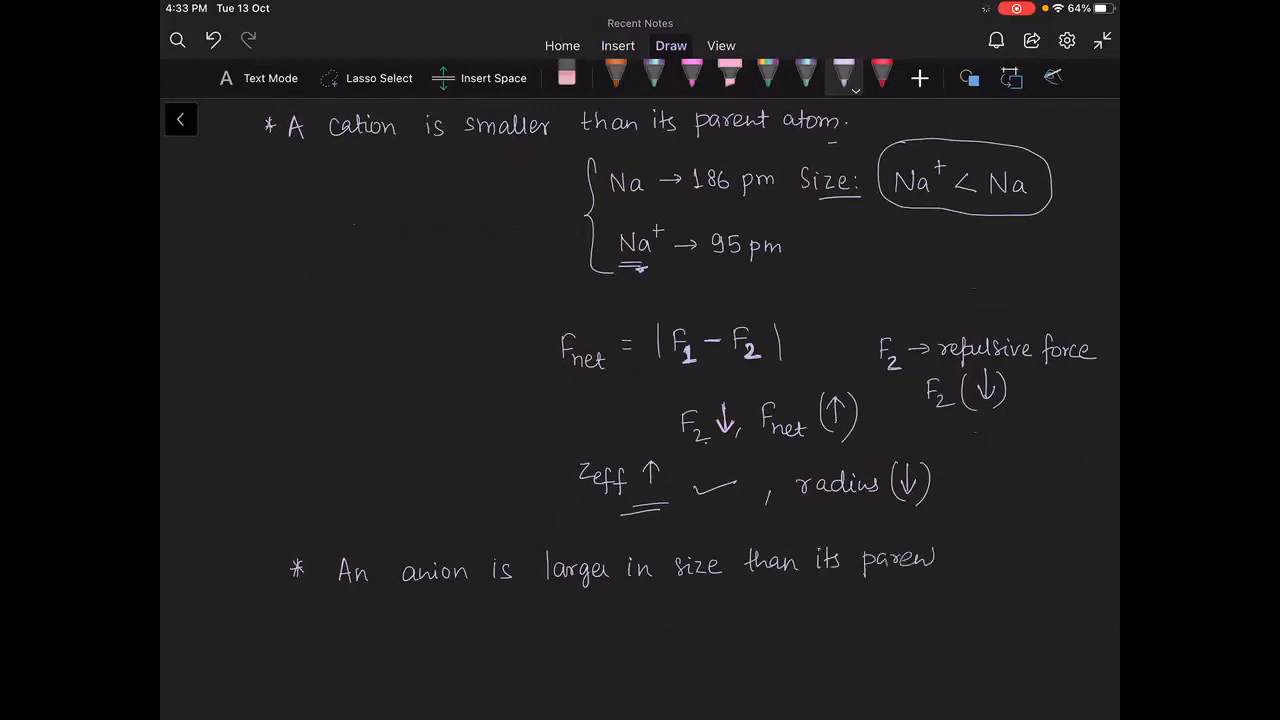 4:33 PM Tue 13 Oct
64%
Recent Notes
Home Insert Draw View
A Text Mode Lasso Select Insert Space
* A cation is smaller than its parent atom.
Na → 186 pm Size: Na⁺ < Na
Na⁺ → 95 pm
Fnet = | F1 - F2 | F2 → repulsive force
F2 (↓)
F2 ↓, Fnet (↑)
Zeff ↑ ✓, radius (↓)
* An anion is larger in size than its paren